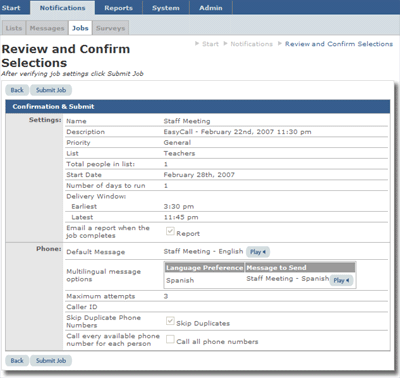 Start Notifications Reports System Admin
Lists Messages Jobs Surveys
Review and Confirm
Selections
Start Notifications Review and Confirm Selections
After verifying job settings click Submit Job
Back Submit Job
Confirmation & Submit
Settings: Name Staff Meeting
Description EasyCall - February 22nd, 2007 11:30 pm
Priority General
List Teachers
Total people in list: 1
Start Date February 28th, 2007
Number of days to run 1
Delivery Window:
Earliest 3:30 pm
Latest 11:45 pm
Email a report when the
job completes Report
Phone: Default Message Staff Meeting - English Play
Multilingual message
options
Language Preference Message to Send
Spanish Staff Meeting - Spanish Play
Maximum attempts 3
Caller ID
Skip Duplicate Phone
Numbers Skip Duplicates
Call every available phone
number for each person Call all phone numbers
Back Submit Job